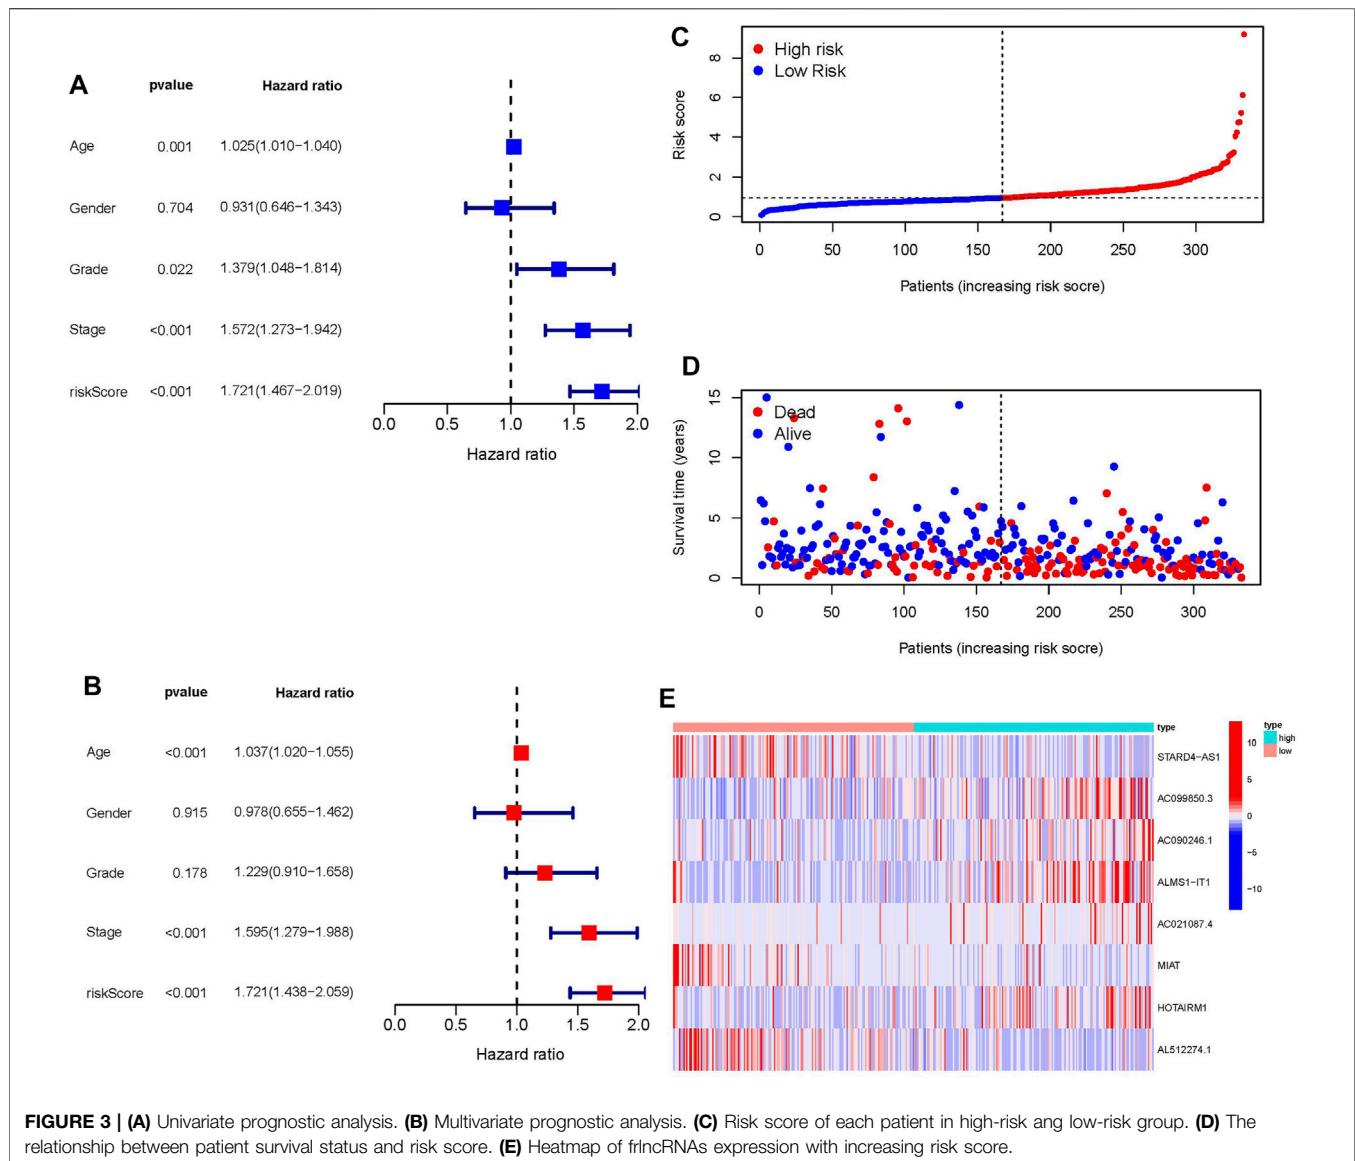 A
pvalue Hazard ratio
Age 0.001 1.025(1.010−1.040)
Gender 0.704 0.931(0.646−1.343)
Grade 0.022 1.379(1.048−1.814)
Stage <0.001 1.572(1.273−1.942)
riskScore <0.001 1.721(1.467−2.019)
0.0 0.5 1.0 1.5 2.0
Hazard ratio
B
pvalue Hazard ratio
Age <0.001 1.037(1.020−1.055)
Gender 0.915 0.978(0.655−1.462)
Grade 0.178 1.229(0.910−1.658)
Stage <0.001 1.595(1.279−1.988)
riskScore <0.001 1.721(1.438−2.059)
0.0 0.5 1.0 1.5 2.0
Hazard ratio
C
High risk
Low Risk
Risk score
8
6
4
2
0
0 50 100 150 200 250 300
Patients (increasing risk socre)
D
Dead
Alive
Survival time (years)
15
10
5
0
0 50 100 150 200 250 300
Patients (increasing risk socre)
E
type
STARD4−AS1
AC099850.3
AC090246.1
ALMS1−IT1
AC021087.4
MIAT
HOTAIRM1
AL512274.1
10
5
0
−5
−10
type
high
low
FIGURE 3 | (A) Univariate prognostic analysis. (B) Multivariate prognostic analysis. (C) Risk score of each patient in high-risk ang low-risk group. (D) The
relationship between patient survival status and risk score. (E) Heatmap of frlncRNAs expression with increasing risk score.